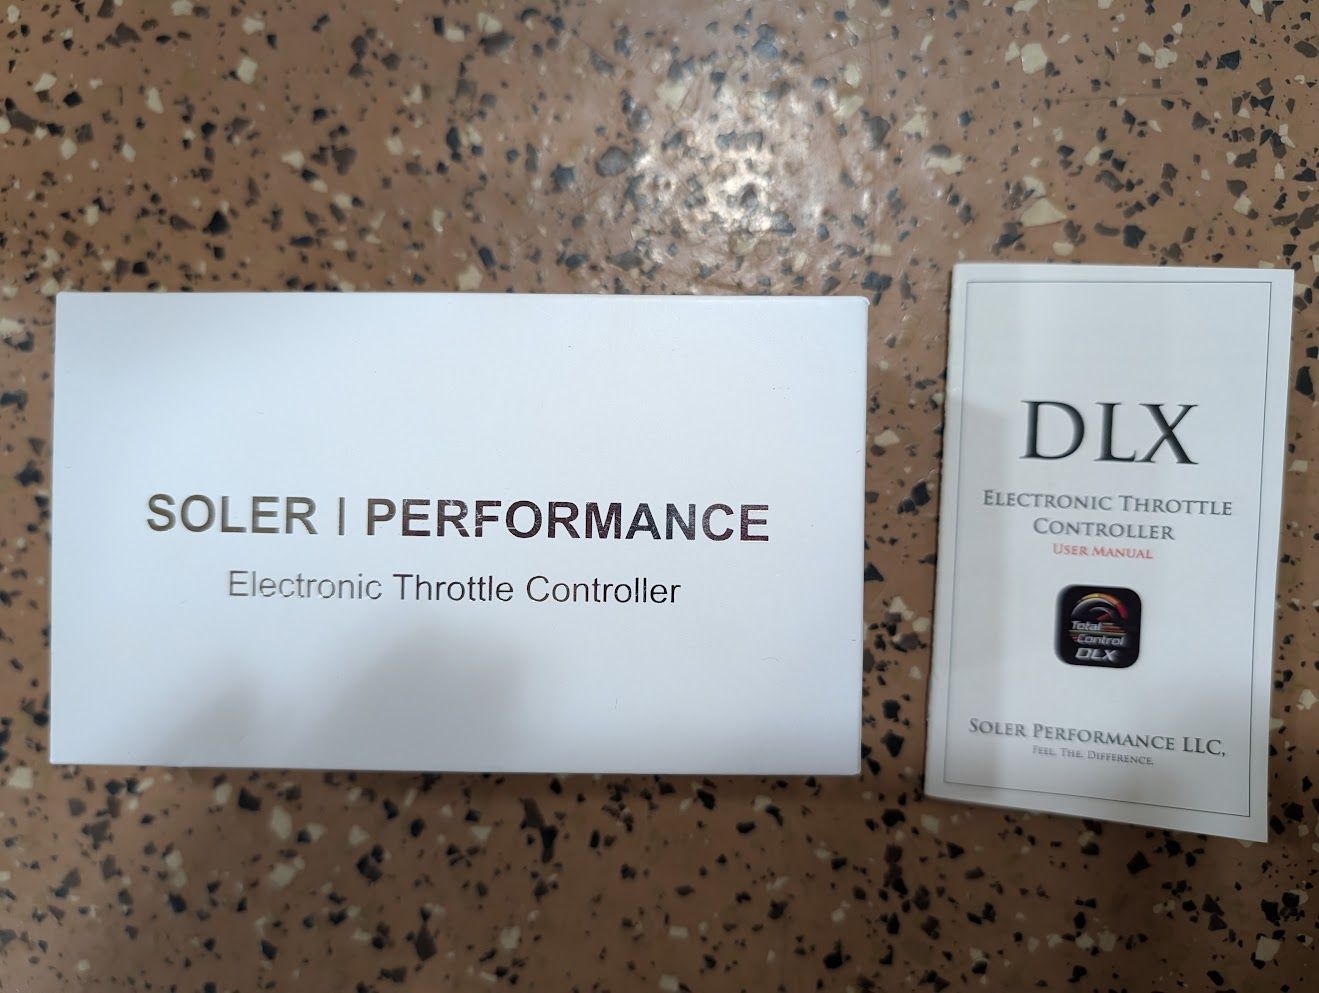 SOLER | PERFORMANCE
Electronic Throttle Controller
DLX
ELECTRONIC THROTTLE
CONTROLLER
USER MANUAL
Total
Control
DLX
SOLER PERFORMANCE LLC,
FEEL. THE. DIFFERENCE.